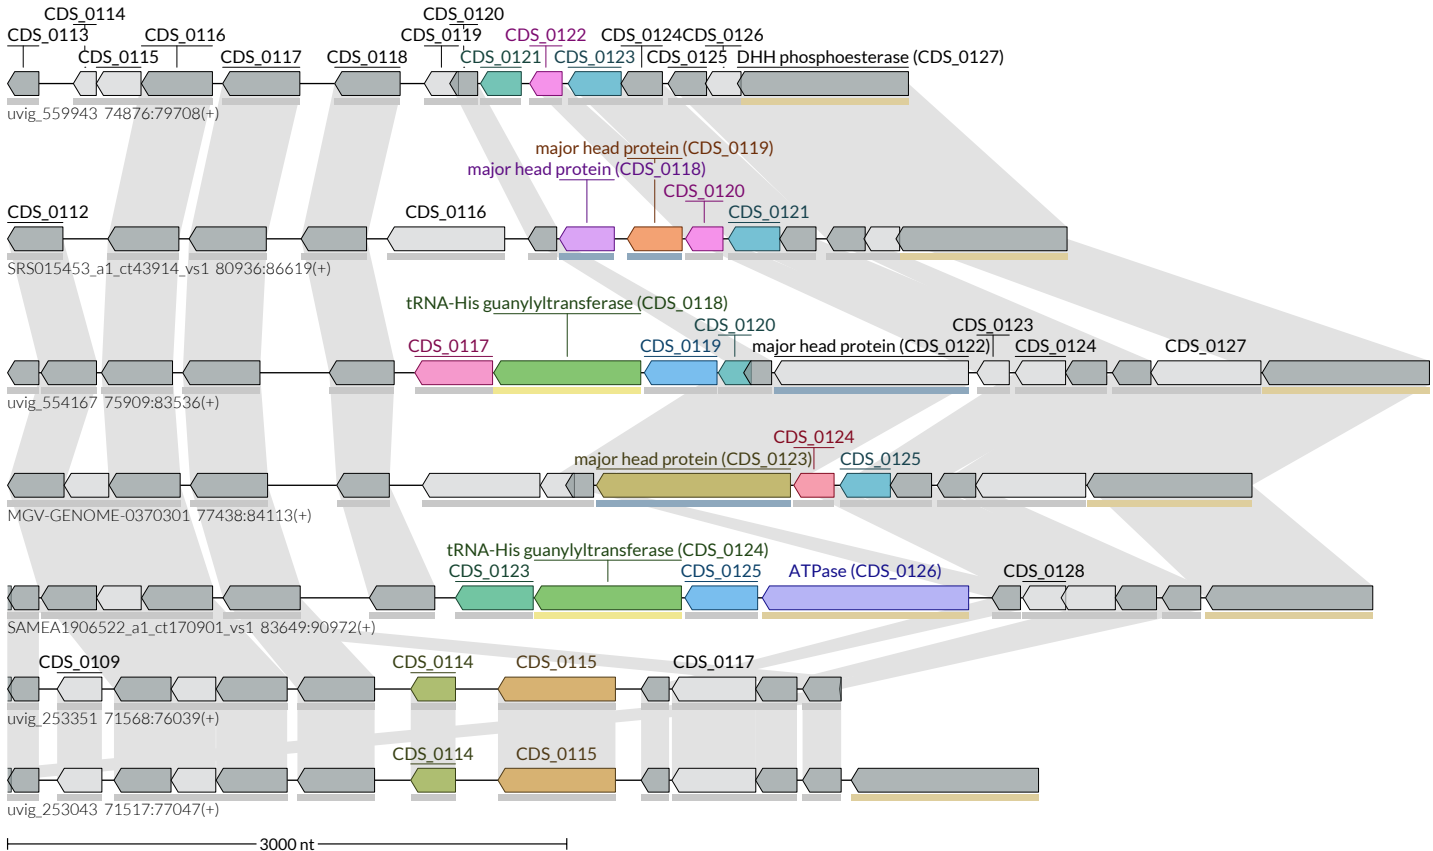 CDS_0114 CDS_0120
CDS_0113 CDS_0116 CDS_0119 CDS_0122 CDS_0124 CDS_0126
CDS_0115 CDS_0117 CDS_0118 CDS_0121 CDS_0123 CDS_0125 DHH phosphoesterase (CDS_0127)
uvig_559943 74876:79708(+)
major head protein (CDS_0119)
major head protein (CDS_0118)
CDS_0120
CDS_0112 CDS_0116 CDS_0121
SRS015453_a1_ct43914_vs1 80936:86619(+)
tRNA-His guanylyltransferase (CDS_0118)
CDS_0120 CDS_0123
CDS_0117 CDS_0119 major head protein (CDS_0122) CDS_0124 CDS_0127
uvig_554167 75909:83536(+)
CDS_0124
major head protein (CDS_0123) CDS_0125
MGV-GENOME-0370301 77438:84113(+)
tRNA-His guanylyltransferase (CDS_0124)
CDS_0123 CDS_0125 ATPase (CDS_0126) CDS_0128
SAMEA1906522_a1_ct170901_vs1 83649:90972(+)
CDS_0109 CDS_0114 CDS_0115 CDS_0117
uvig_253351 71568:76039(+)
CDS_0114 CDS_0115
uvig_253043 71517:77047(+)
3000 nt